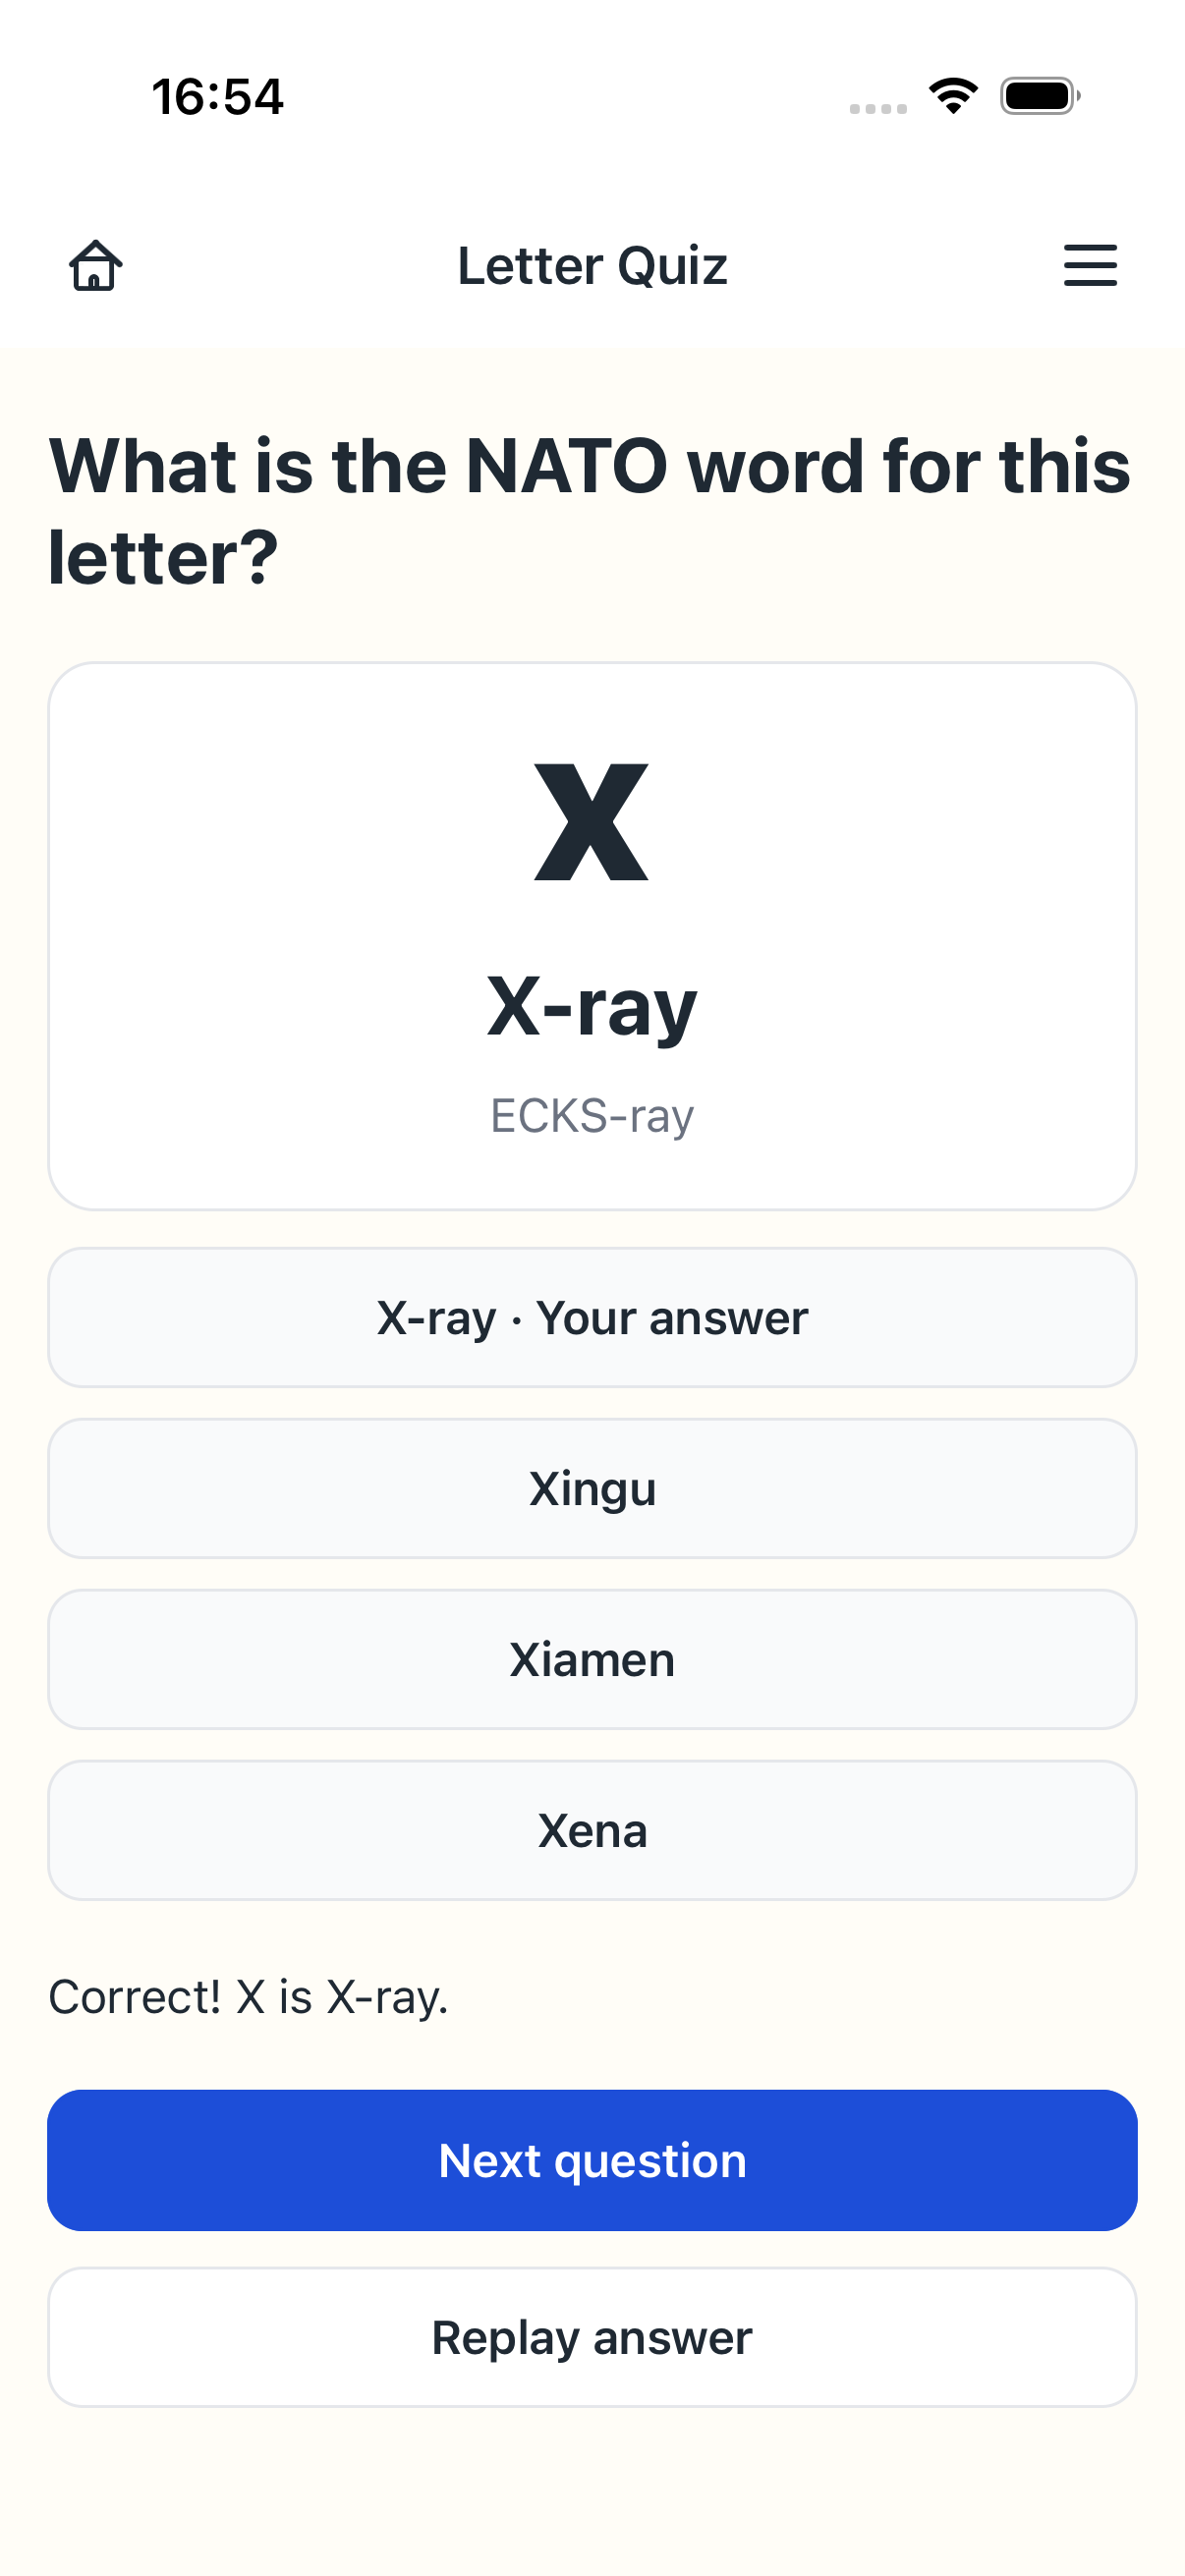 16:54
Letter Quiz
What is the NATO word for this
letter?
X
X-ray
ECKS-ray
X-ray · Your answer
Xingu
Xiamen
Xena
Correct! X is X-ray.
Next question
Replay answer